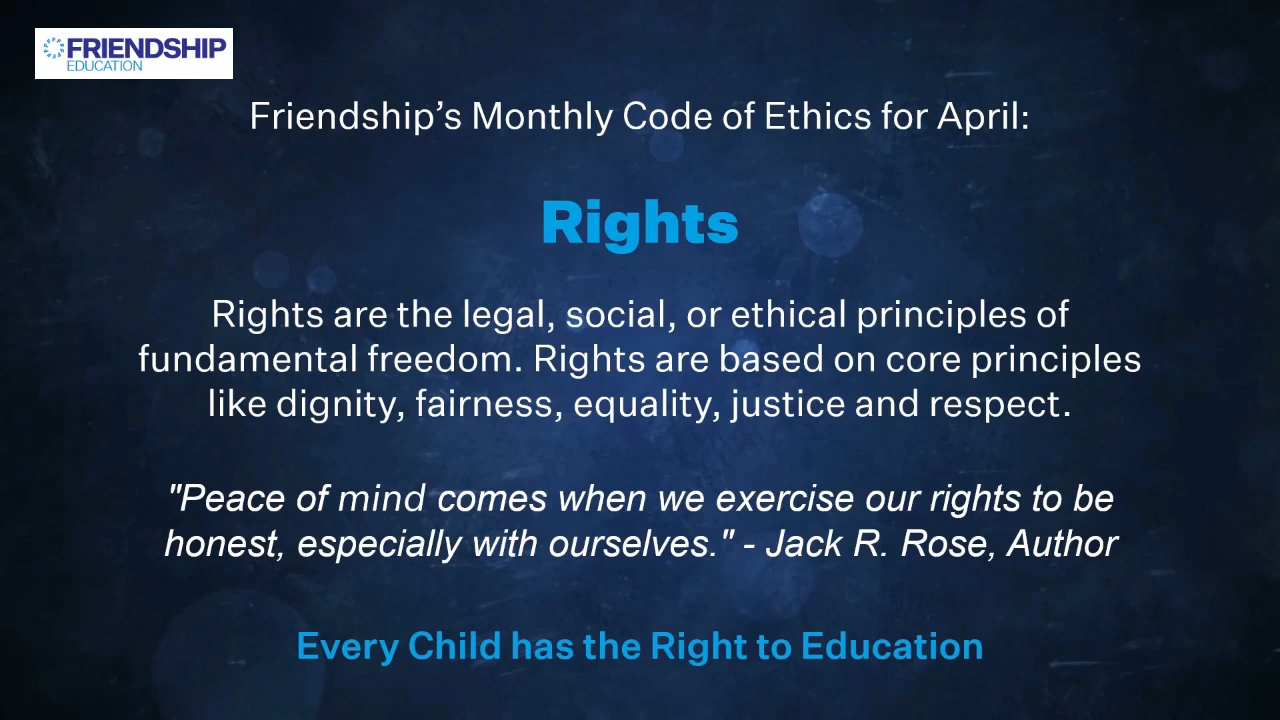 FRIENDSHIP
EDUCATION
Friendship’s Monthly Code of Ethics for April:
Rights
Rights are the legal, social, or ethical principles of
fundamental freedom. Rights are based on core principles
like dignity, fairness, equality, justice and respect.
"Peace of mind comes when we exercise our rights to be
honest, especially with ourselves." - Jack R. Rose, Author
Every Child has the Right to Education